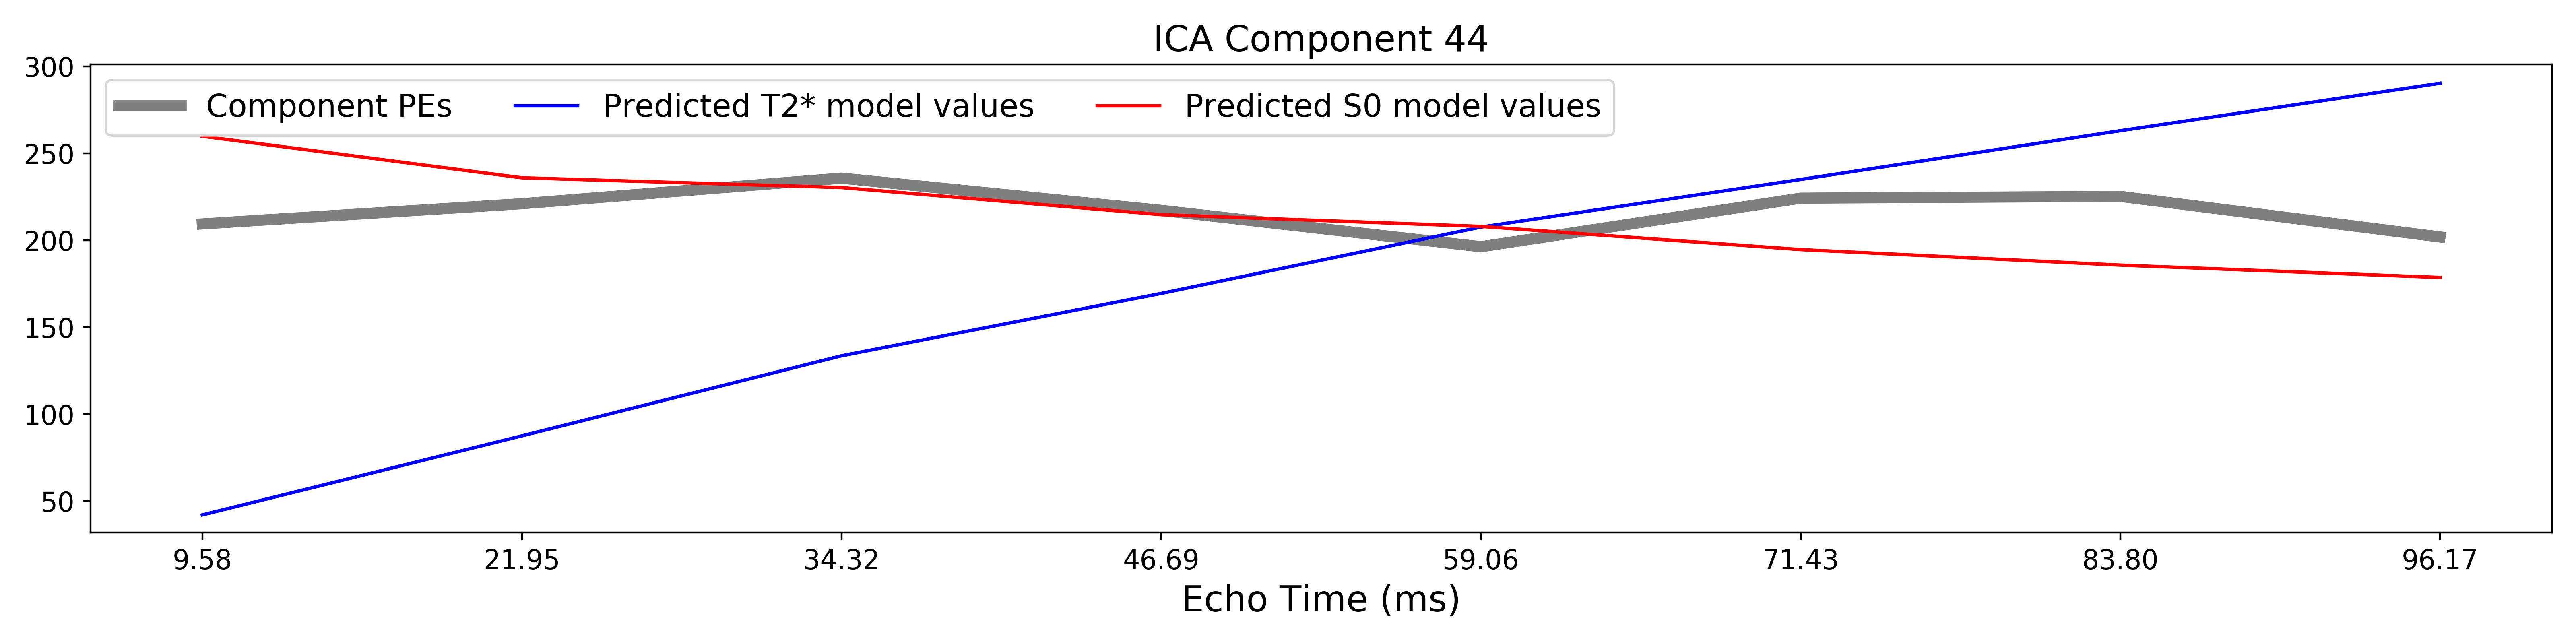 ICA Component 44
Component PEs Predicted T2* model values Predicted S0 model values
300
250
200
150
100
50
9.58 21.95 34.32 46.69 59.06 71.43 83.80 96.17
Echo Time (ms)